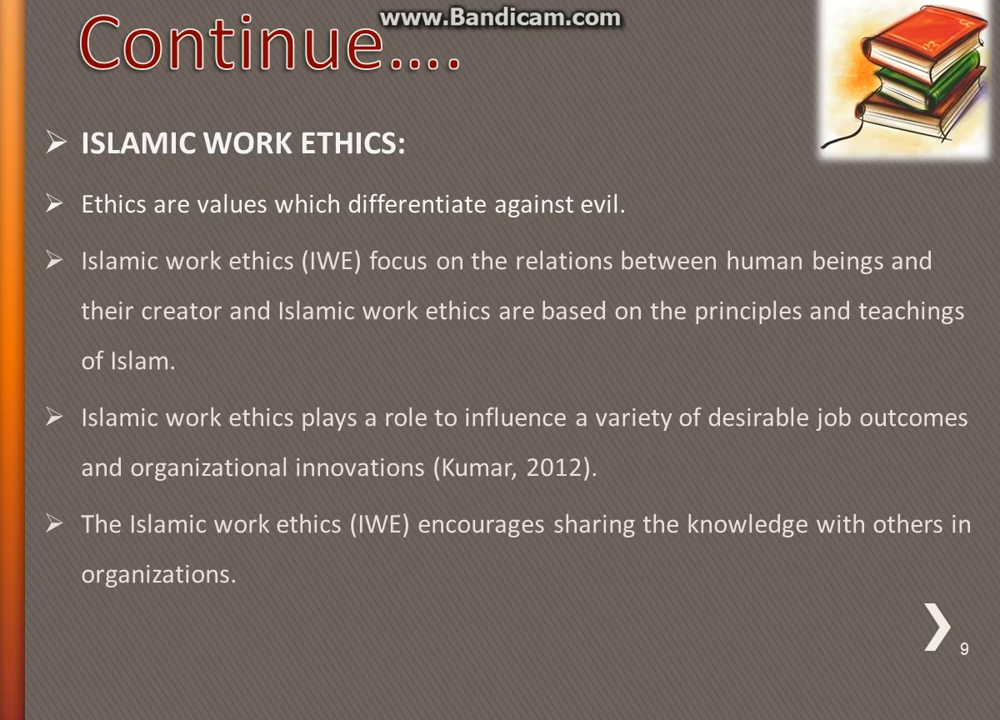 www.Bandicam.com
Continue....
ISLAMIC WORK ETHICS:
Ethics are values which differentiate against evil.
Islamic work ethics (IWE) focus on the relations between human beings and
their creator and Islamic work ethics are based on the principles and teachings
of Islam.
Islamic work ethics plays a role to influence a variety of desirable job outcomes
and organizational innovations (Kumar, 2012).
The Islamic work ethics (IWE) encourages sharing the knowledge with others in
organizations.
9